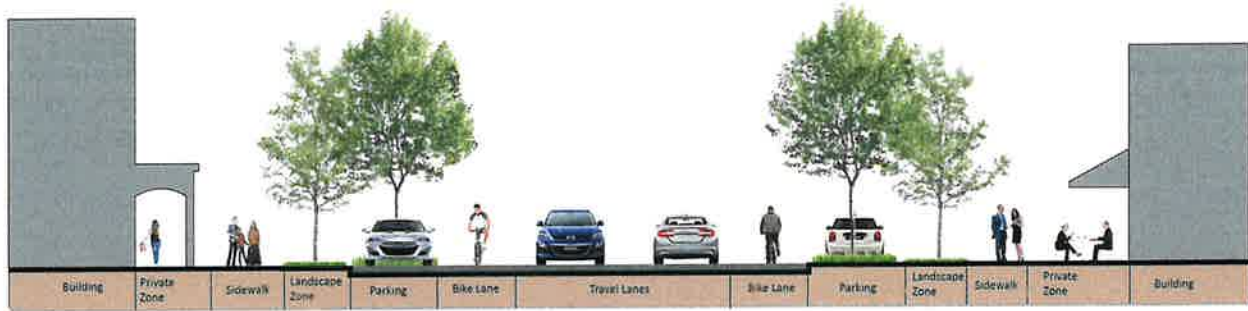 Building
Private
Zone
Sidewalk
Landscape
Zone
Parking
Bike Lane
Travel Lanes
Bike Lane
Parking
Landscape
Zone
Sidewalk
Private
Zone
Building